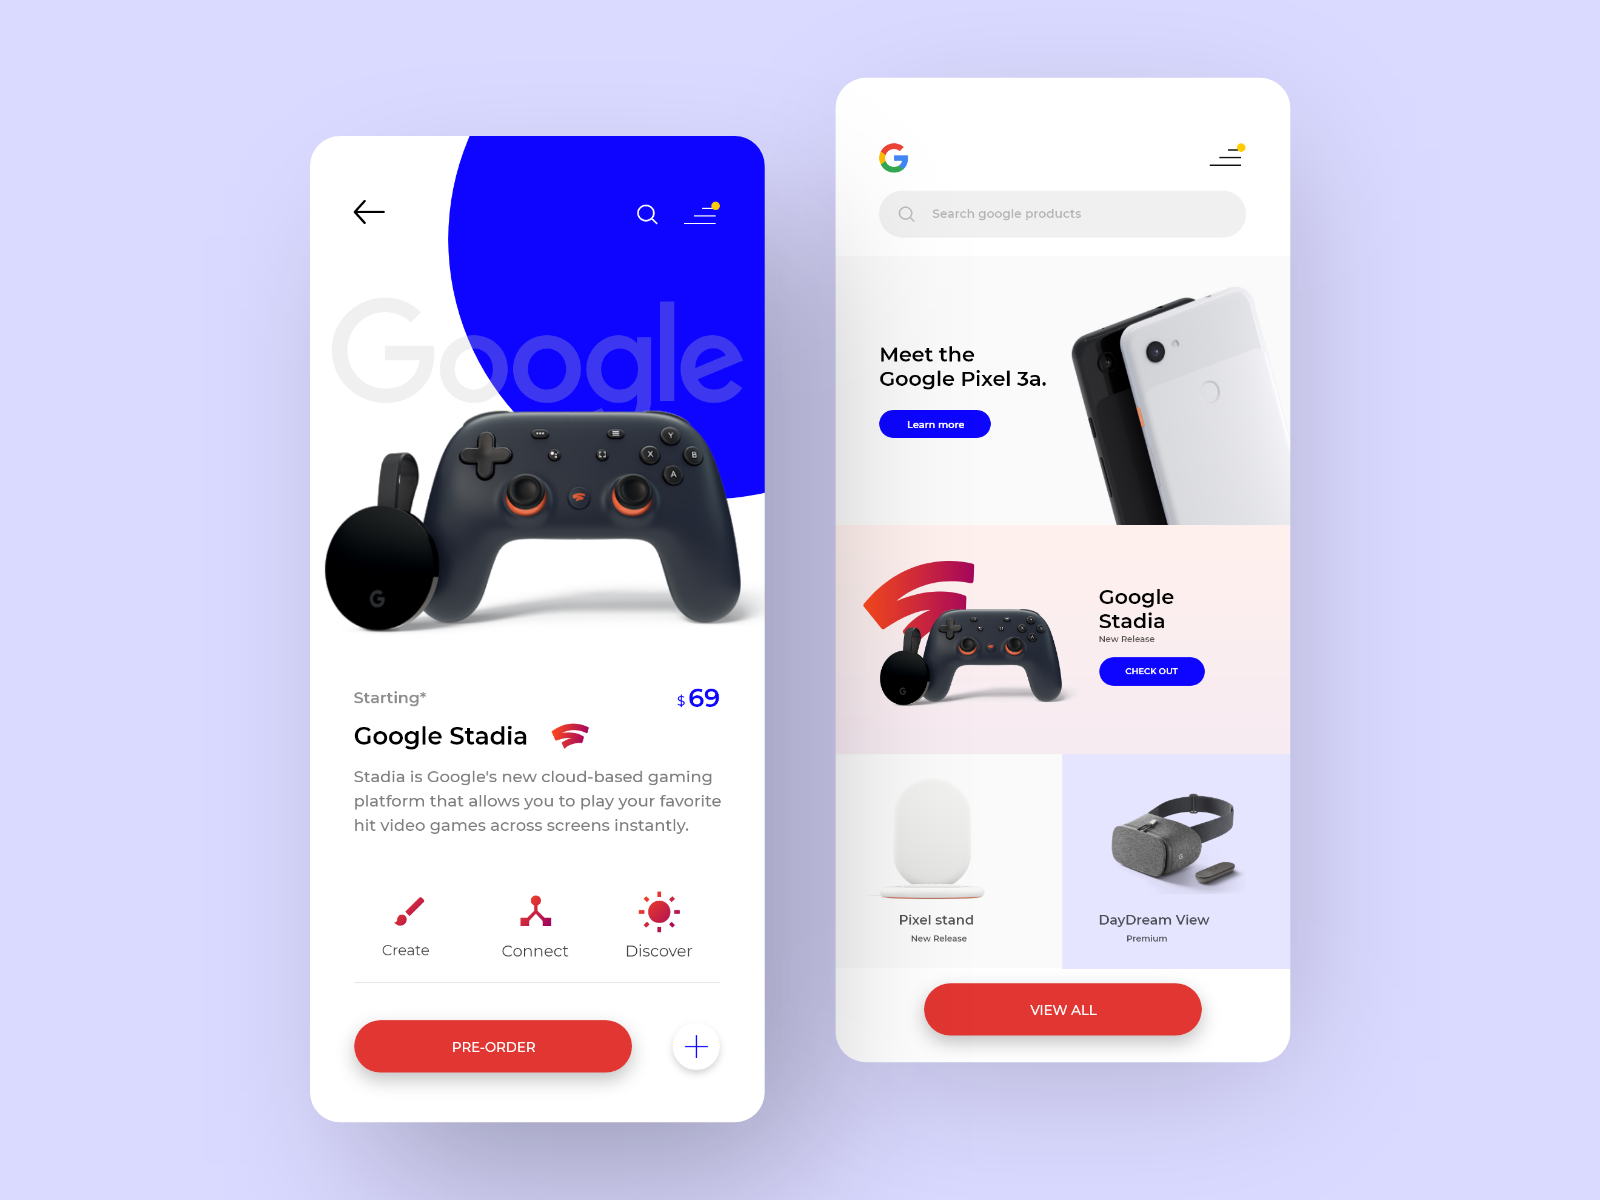 Google
Y
X
B
A
G
Starting*
$ 69
Google Stadia
Stadia is Google's new cloud-based gaming
platform that allows you to play your favorite
hit video games across screens instantly.
Create
Connect
Discover
PRE-ORDER
G
Search google products
Meet the
Google Pixel 3a.
Learn more
Google
Stadia
New Release
CHECK OUT
G
G
Pixel stand
New Release
DayDream View
Premium
VIEW ALL